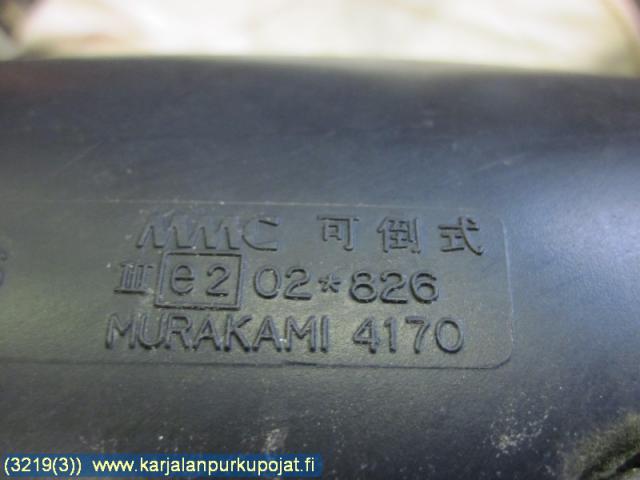 MMC 可倒式
III e2 02*826
MURAKAMI 4170
(3219(3)) www.karjalanpurkupojat.fi